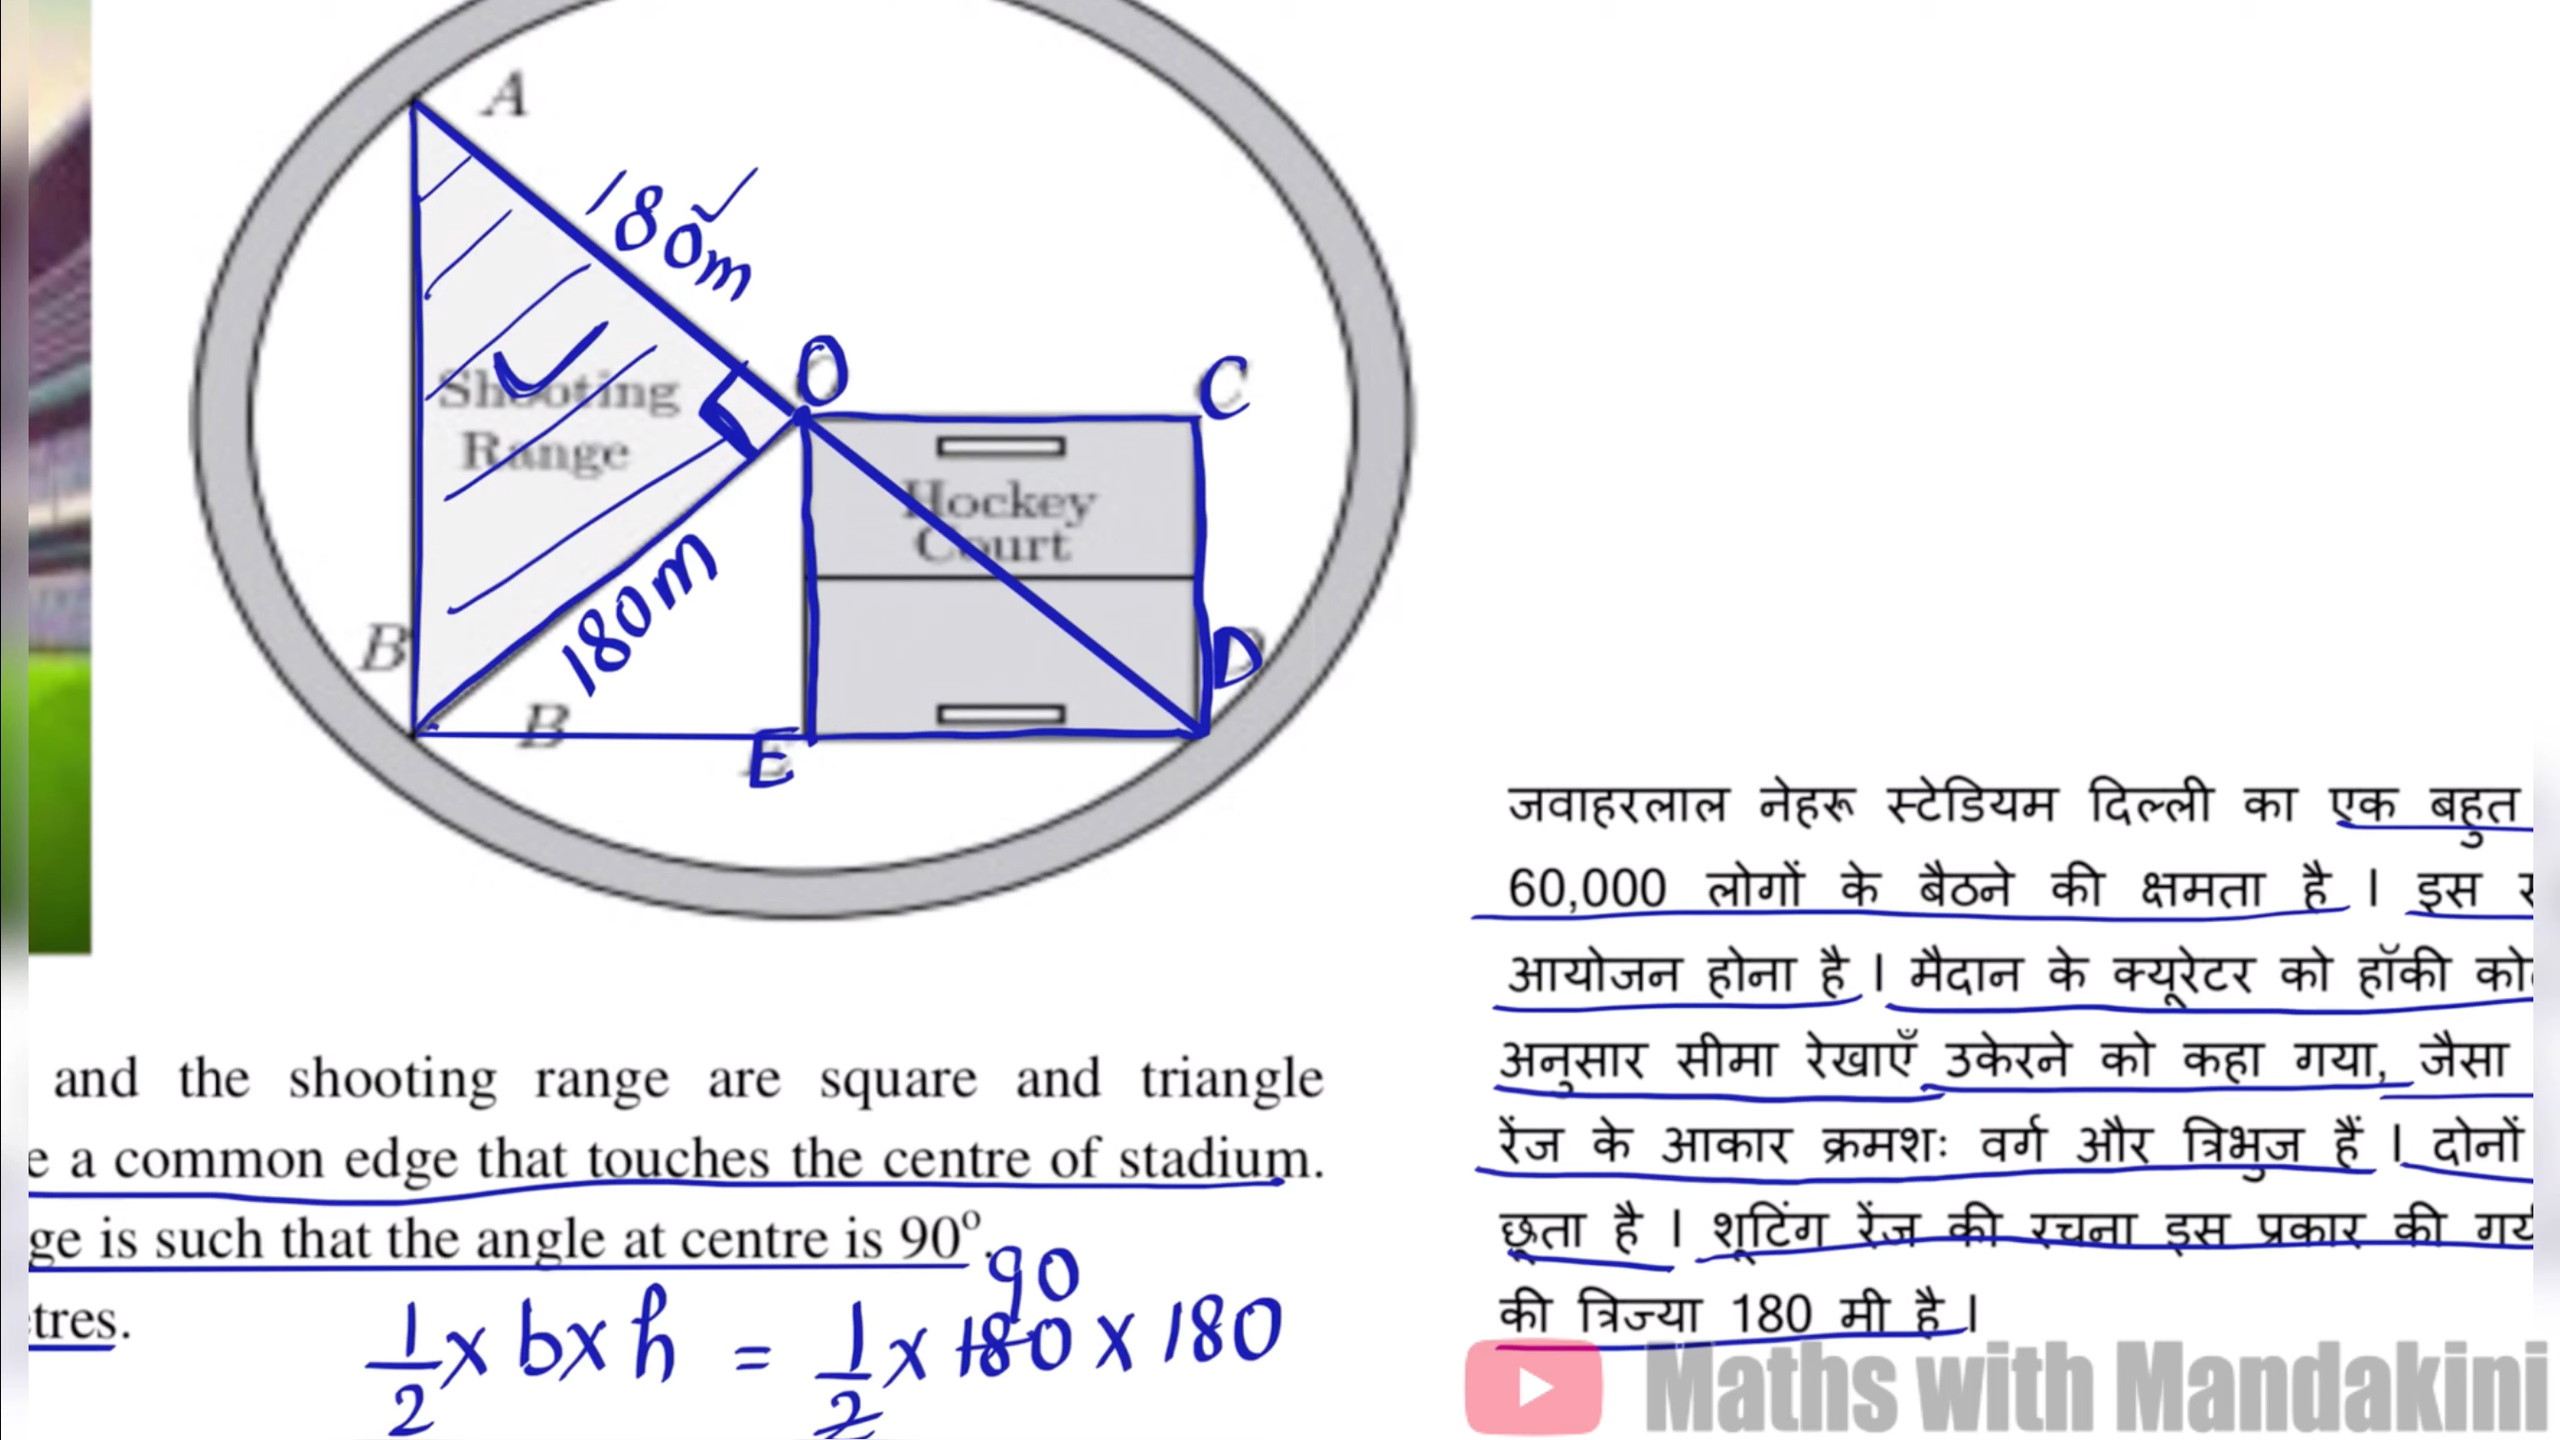 A
180m
O
C
Shooting
Range
Hockey
Court
180m
B
D
B
E
and the shooting range are square and triangle
e a common edge that touches the centre of stadium.
ge is such that the angle at centre is 90°.
tres.
90
1/2 x b x h = 1/2 x 180 x 180
जवाहरलाल नेहरू स्टेडियम दिल्ली का एक बहुत
60,000 लोगों के बैठने की क्षमता है । इस
आयोजन होना है । मैदान के क्यूरेटर को हॉकी
अनुसार सीमा रेखाएँ उकेरने को कहा गया, जैसा
रेंज के आकार क्रमशः वर्ग और त्रिभुज हैं । दोनों
छूता है । शूटिंग रेंज की रचना इस प्रकार की
की त्रिज्या 180 मी है ।
Maths with Mandakini